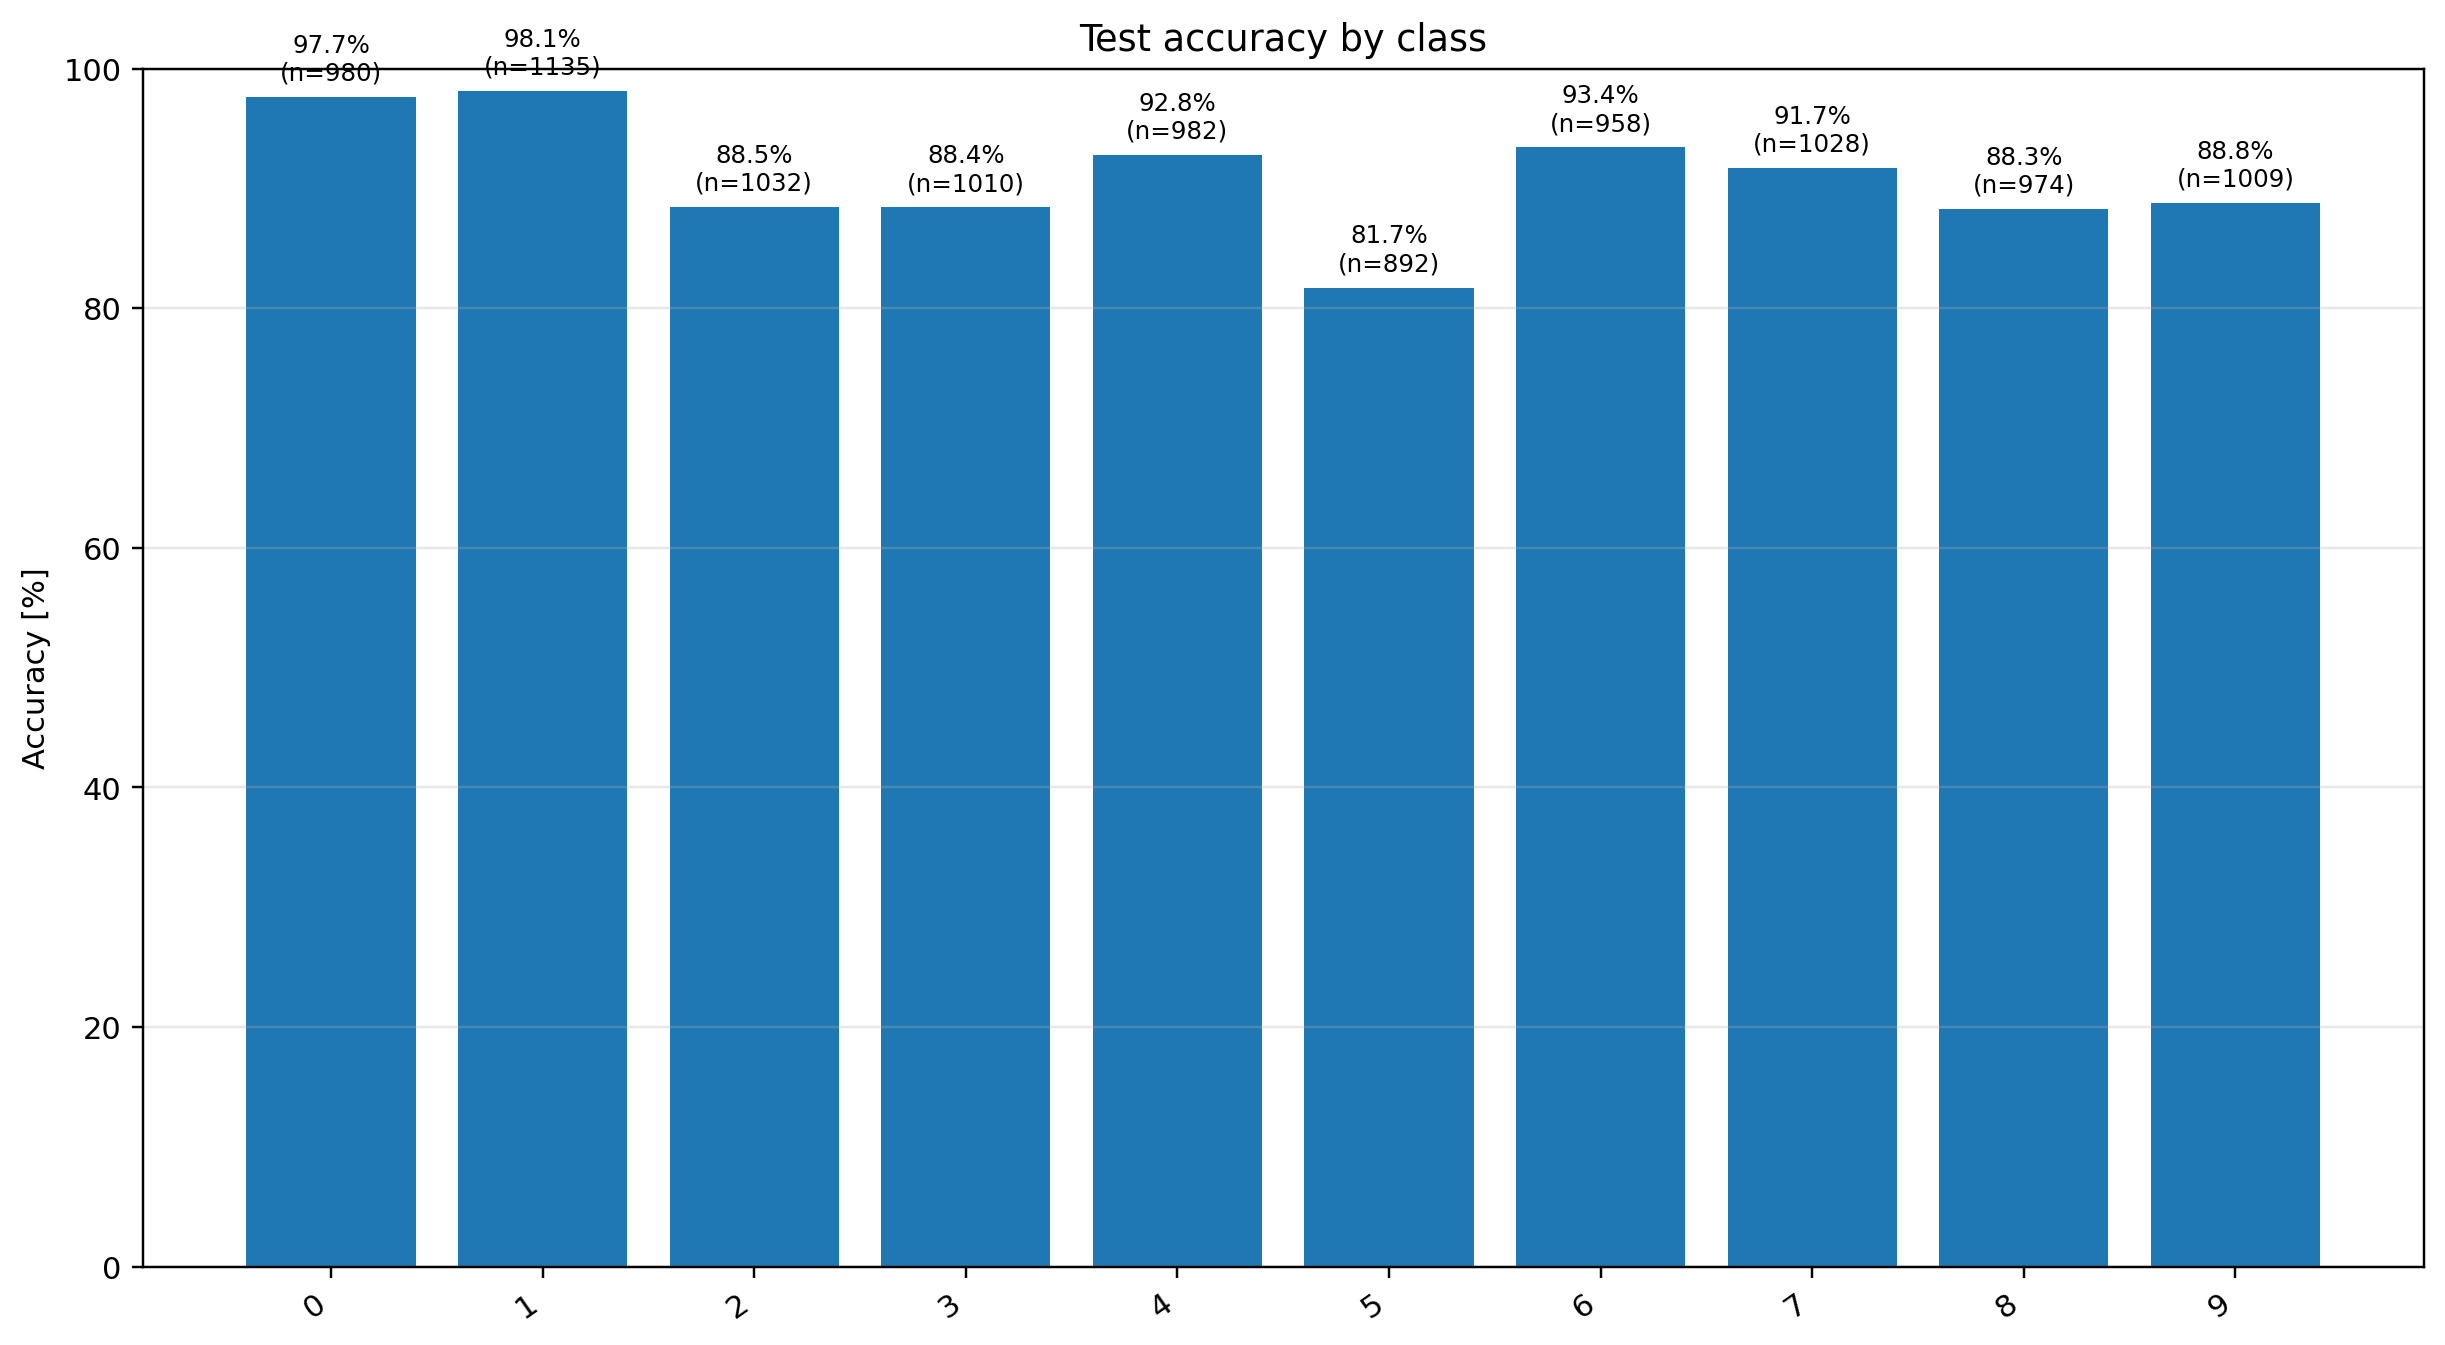 Test accuracy by class
97.7%
(n=980)
98.1%
(n=1135)
88.5%
(n=1032)
88.4%
(n=1010)
92.8%
(n=982)
81.7%
(n=892)
93.4%
(n=958)
91.7%
(n=1028)
88.3%
(n=974)
88.8%
(n=1009)
Accuracy [%]
100
80
60
40
20
0
0
1
2
3
4
5
6
7
8
9